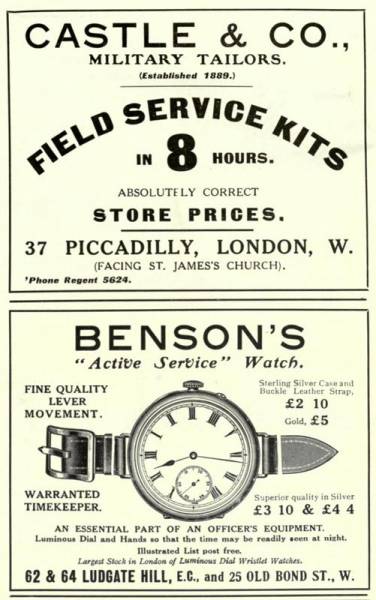 CASTLE & CO.,
MILITARY TAILORS.
(Established 1889.)
FIELD SERVICE KITS
IN 8 HOURS.
ABSOLUTELY CORRECT
STORE PRICES.
37 PICCADILLY, LONDON, W.
(FACING ST. JAMES'S CHURCH).
'Phone Regent 5624.
BENSON'S
"Active Service" Watch.
FINE QUALITY
LEVER
MOVEMENT.
Sterling Silver Case and
Buckle Leather Strap,
£2 10
Gold, £5
WARRANTED
TIMEKEEPER.
Superior quality in Silver
£3 10 & £4 4
AN ESSENTIAL PART OF AN OFFICER'S EQUIPMENT.
Luminous Dial and Hands so that the time may be readily seen at night.
Illustrated List post free.
Largest Stock in London of Luminous Dial Wristlet Watches.
62 & 64 LUDGATE HILL, E.C., and 25 OLD BOND ST., W.